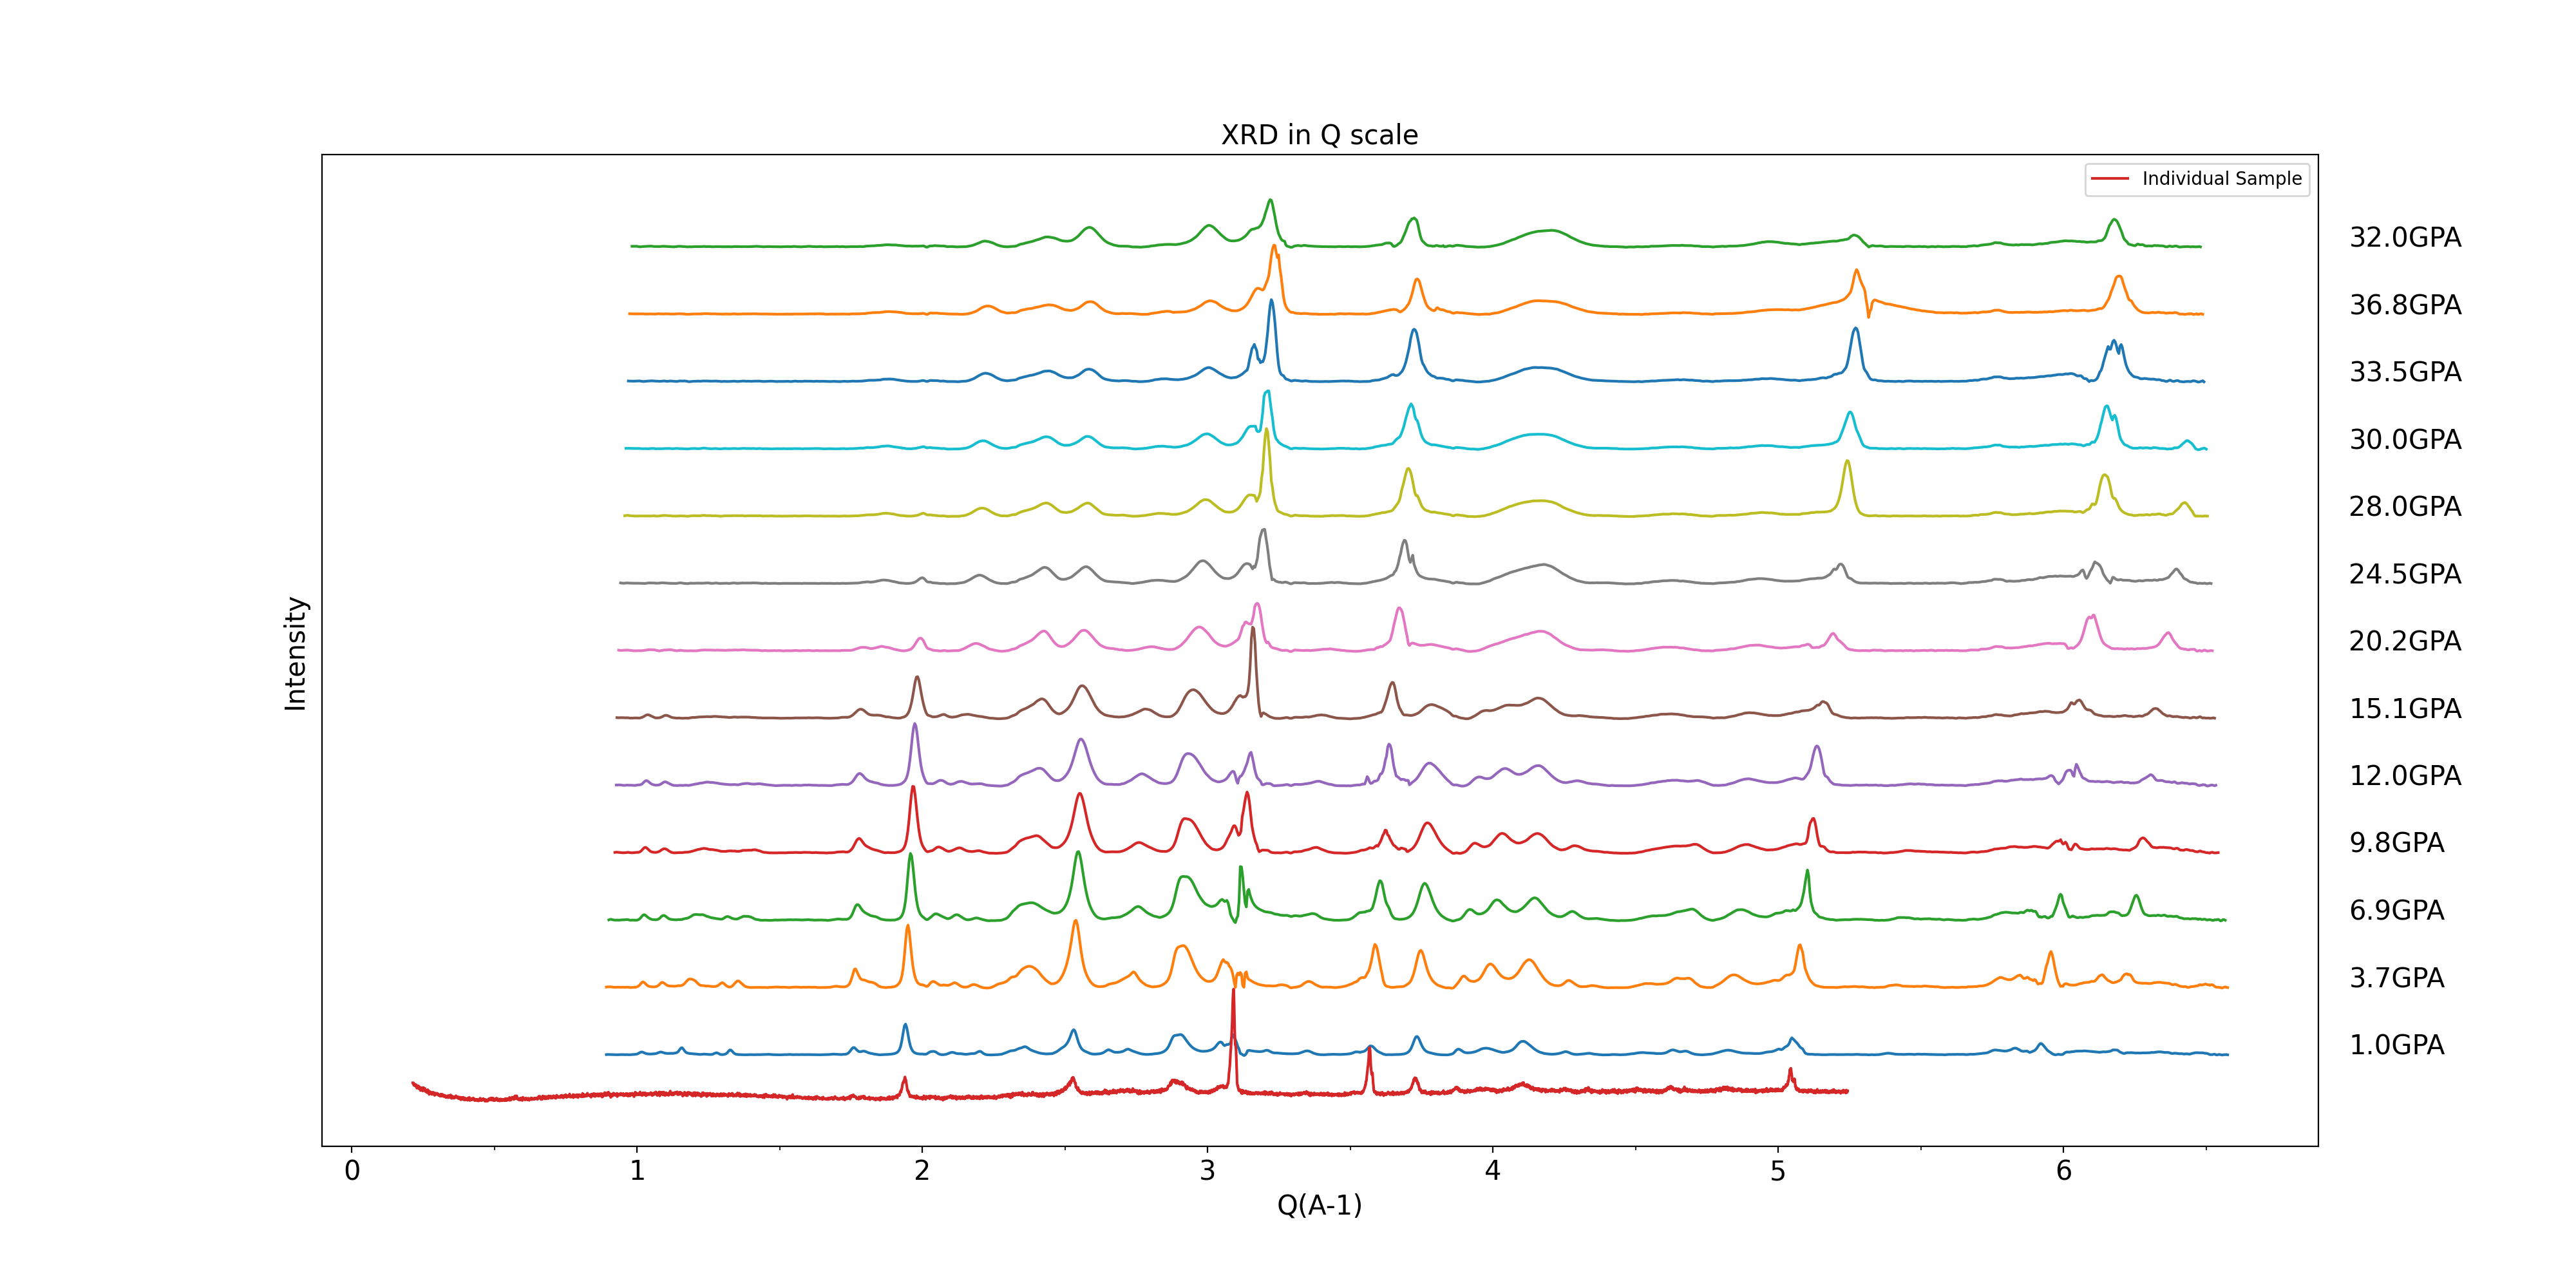 XRD in Q scale
Individual Sample
32.0GPA
36.8GPA
33.5GPA
30.0GPA
28.0GPA
24.5GPA
20.2GPA
15.1GPA
12.0GPA
9.8GPA
6.9GPA
3.7GPA
1.0GPA
Intensity
0 1 2 3 4 5 6
Q(A-1)